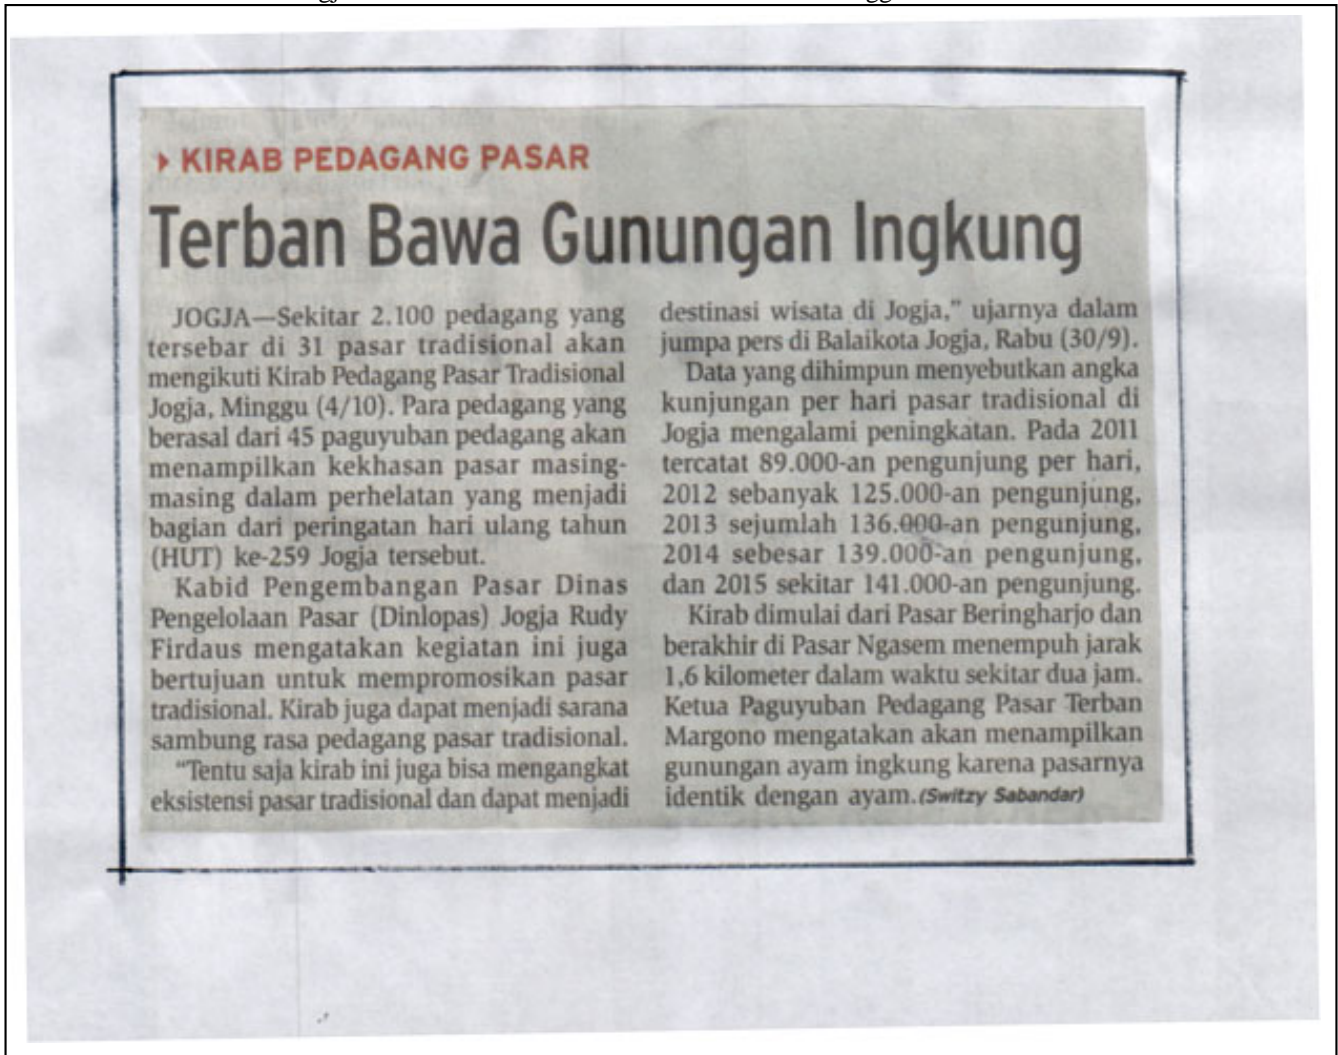 KIRAB PEDAGANG PASAR
Terban Bawa Gunungan Ingkung
JOGJA—Sekitar 2.100 pedagang yang
tersebar di 31 pasar tradisional akan
mengikuti Kirab Pedagang Pasar Tradisional
Jogja, Minggu (4/10). Para pedagang yang
berasal dari 45 paguyuban pedagang akan
menampilkan kekhasan pasar masing-
masing dalam perhelatan yang menjadi
bagian dari peringatan hari ulang tahun
(HUT) ke-259 Jogja tersebut.
Kabid Pengembangan Pasar Dinas
Pengelolaan Pasar (Dinlopas) Jogja Rudy
Firdaus mengatakan kegiatan ini juga
bertujuan untuk mempromosikan pasar
tradisional. Kirab juga dapat menjadi sarana
sambung rasa pedagang pasar tradisional.
“Tentu saja kirab ini juga bisa mengangkat
eksistensi pasar tradisional dan dapat menjadi
destinasi wisata di Jogja,” ujarnya dalam
jumpa pers di Balaikota Jogja, Rabu (30/9).
Data yang dihimpun menyebutkan angka
kunjungan per hari pasar tradisional di
Jogja mengalami peningkatan. Pada 2011
tercatat 89.000-an pengunjung per hari,
2012 sebanyak 125.000-an pengunjung,
2013 sejumlah 136.000-an pengunjung,
2014 sebesar 139.000-an pengunjung,
dan 2015 sekitar 141.000-an pengunjung.
Kirab dimulai dari Pasar Beringharjo dan
berakhir di Pasar Ngasem menempuh jarak
1,6 kilometer dalam waktu sekitar dua jam.
Ketua Paguyuban Pedagang Pasar Terban
Margono mengatakan akan menampilkan
gunungan ayam ingkung karena pasarnya
identik dengan ayam.(Switzy Sabandar)